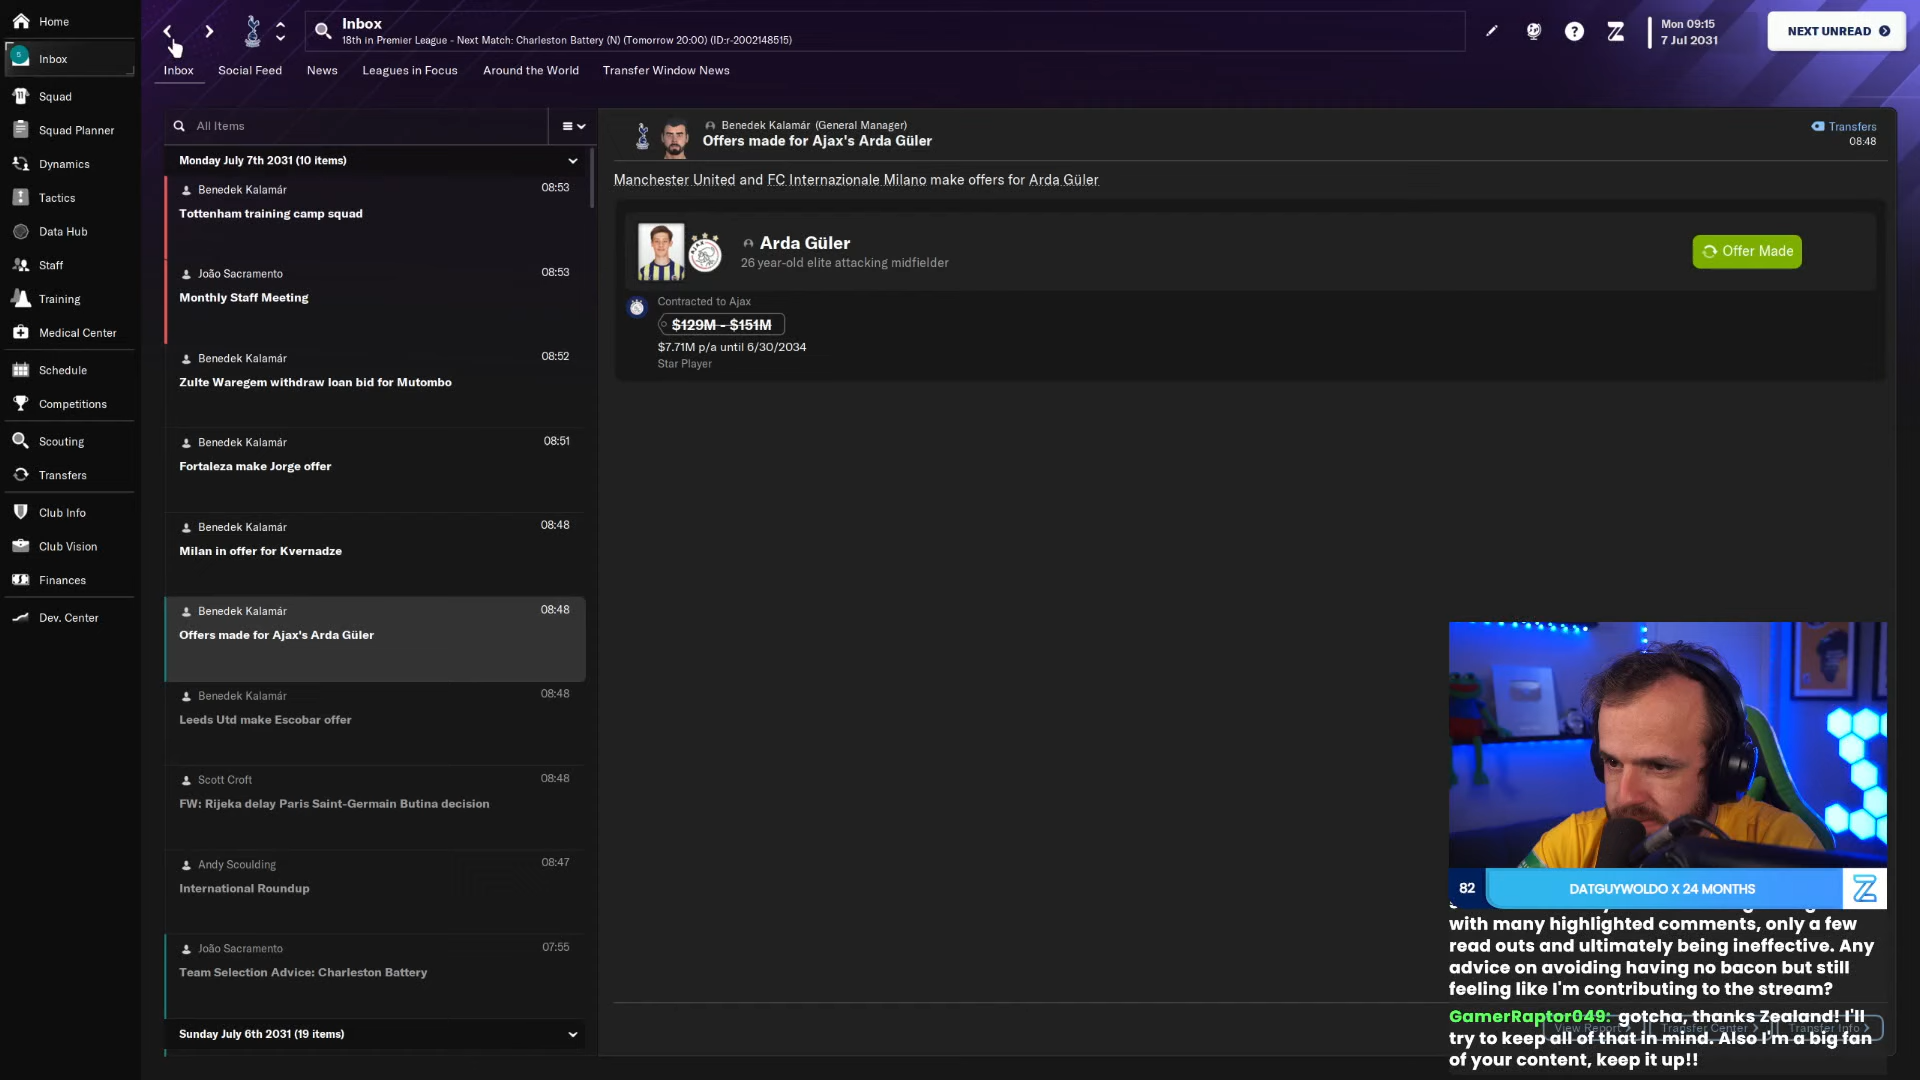 Home
Inbox
18th in Premier League - Next Match: Charleston Battery (N) (Tomorrow 20:00) (ID:r-2002148515)
Mon 09:15
7 Jul 2031
NEXT UNREAD
5
Inbox
Inbox
Social Feed
News
Leagues in Focus
Around the World
Transfer Window News
Squad
Squad Planner
Dynamics
Tactics
Data Hub
Staff
Training
Medical Center
Schedule
Competitions
Scouting
Transfers
Club Info
Club Vision
Finances
Dev. Center
All Items
Monday July 7th 2031 (10 items)
Benedek Kalamár 08:53
Tottenham training camp squad
João Sacramento 08:53
Monthly Staff Meeting
Benedek Kalamár 08:52
Zulte Waregem withdraw loan bid for Mutombo
Benedek Kalamár 08:51
Fortaleza make Jorge offer
Benedek Kalamár 08:48
Milan in offer for Kvernadze
Benedek Kalamár 08:48
Offers made for Ajax's Arda Güler
Benedek Kalamár 08:48
Leeds Utd make Escobar offer
Scott Croft 08:48
FW: Rijeka delay Paris Saint-Germain Butina decision
Andy Scoulding 08:47
International Roundup
João Sacramento 07:55
Team Selection Advice: Charleston Battery
Sunday July 6th 2031 (19 items)
Benedek Kalamár (General Manager)
Offers made for Ajax's Arda Güler
Transfers
08:48
Manchester United and FC Internazionale Milano make offers for Arda Güler
Arda Güler
26 year-old elite attacking midfielder
Offer Made
Contracted to Ajax
$129M - $151M
$7.71M p/a until 6/30/2034
Star Player
82
DATGUYWOLDO X 24 MONTHS
with many highlighted comments, only a few
read outs and ultimately being ineffective. Any
advice on avoiding having no bacon but still
feeling like I'm contributing to the stream?
GamerRaptor049: gotcha, thanks Zealand! I'll
try to keep all of that in mind. Also I'm a big fan
of your content, keep it up!!
View Report
Transfer Center
Transfer Info